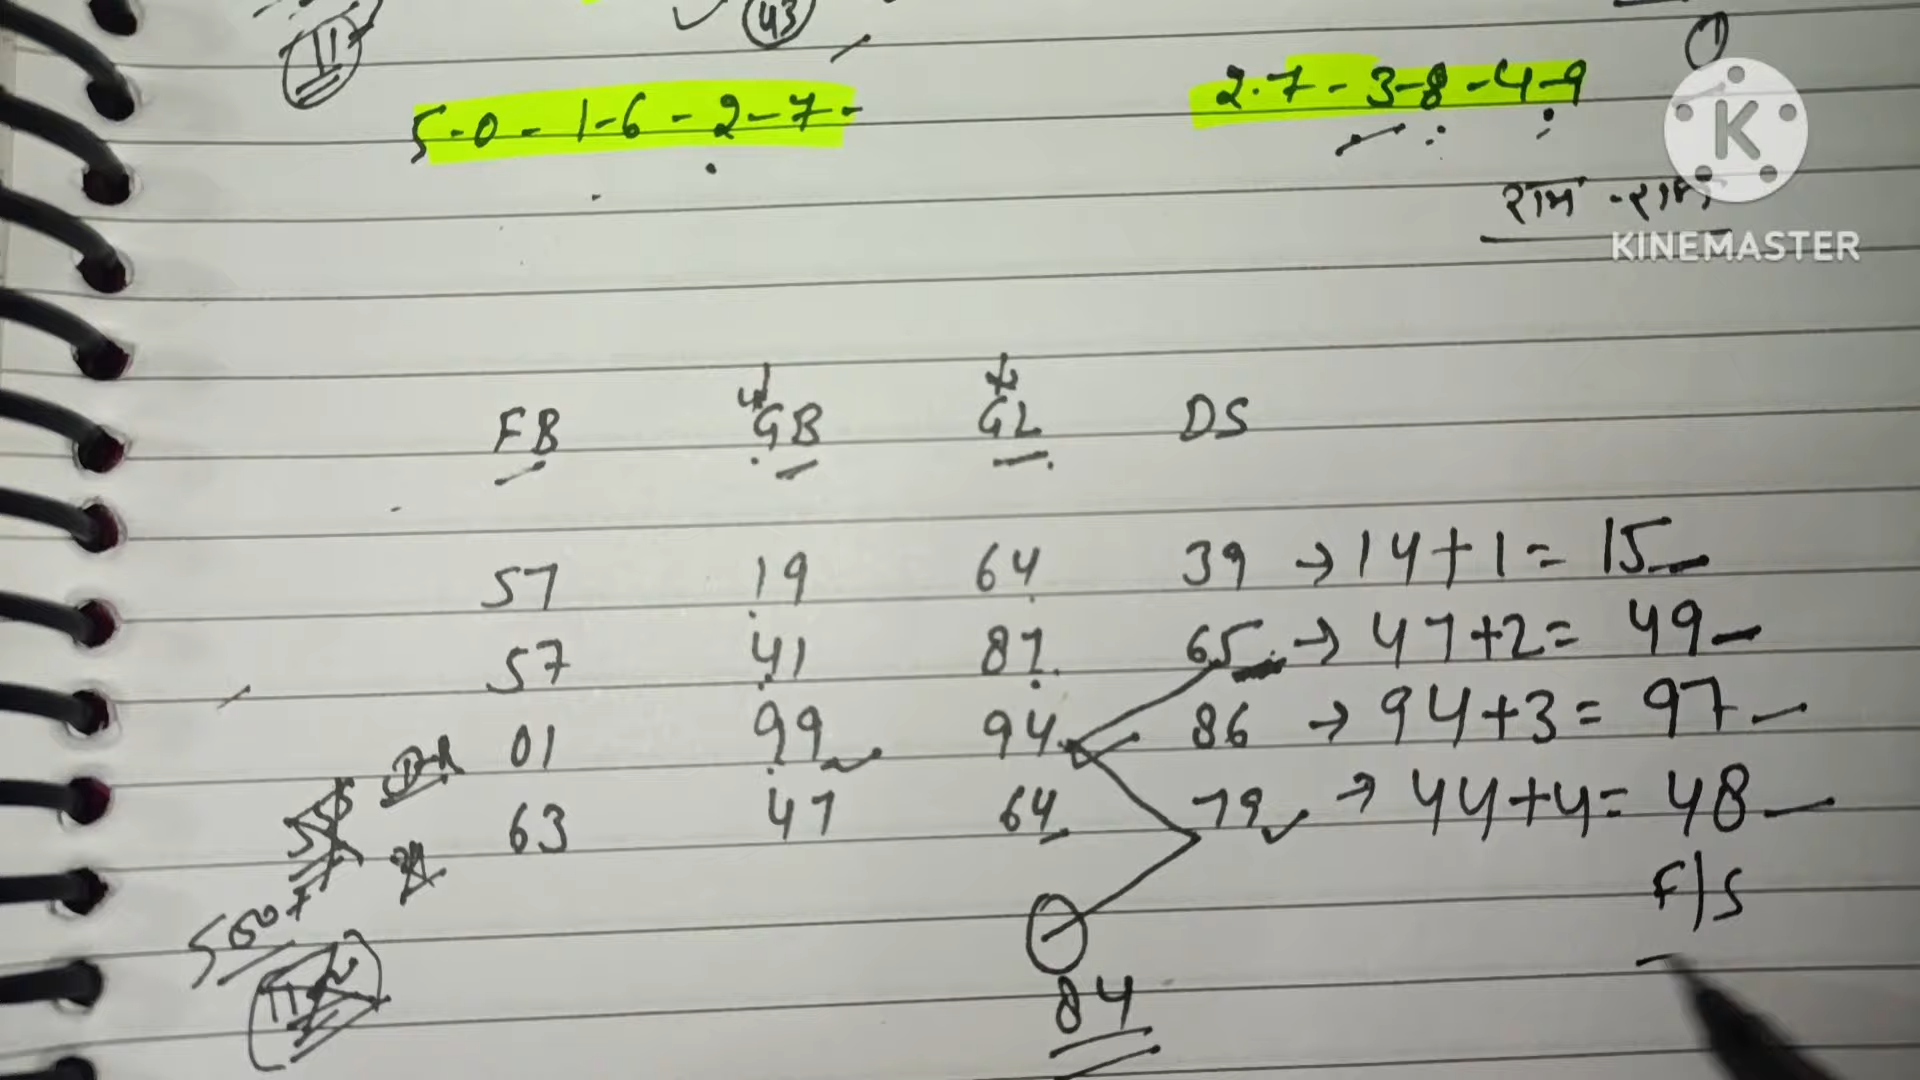 43
5-0-1-6-2-7-
2.7-3-8-4-9
राम-राम
KINEMASTER
FB GB GL DS
57 19 64 39 → 14+1= 15
57 41 87 65 → 47+2= 49
01 99 94 86 → 94+3= 97
63 47 64 79 → 44+4= 48
F/S
500+
84